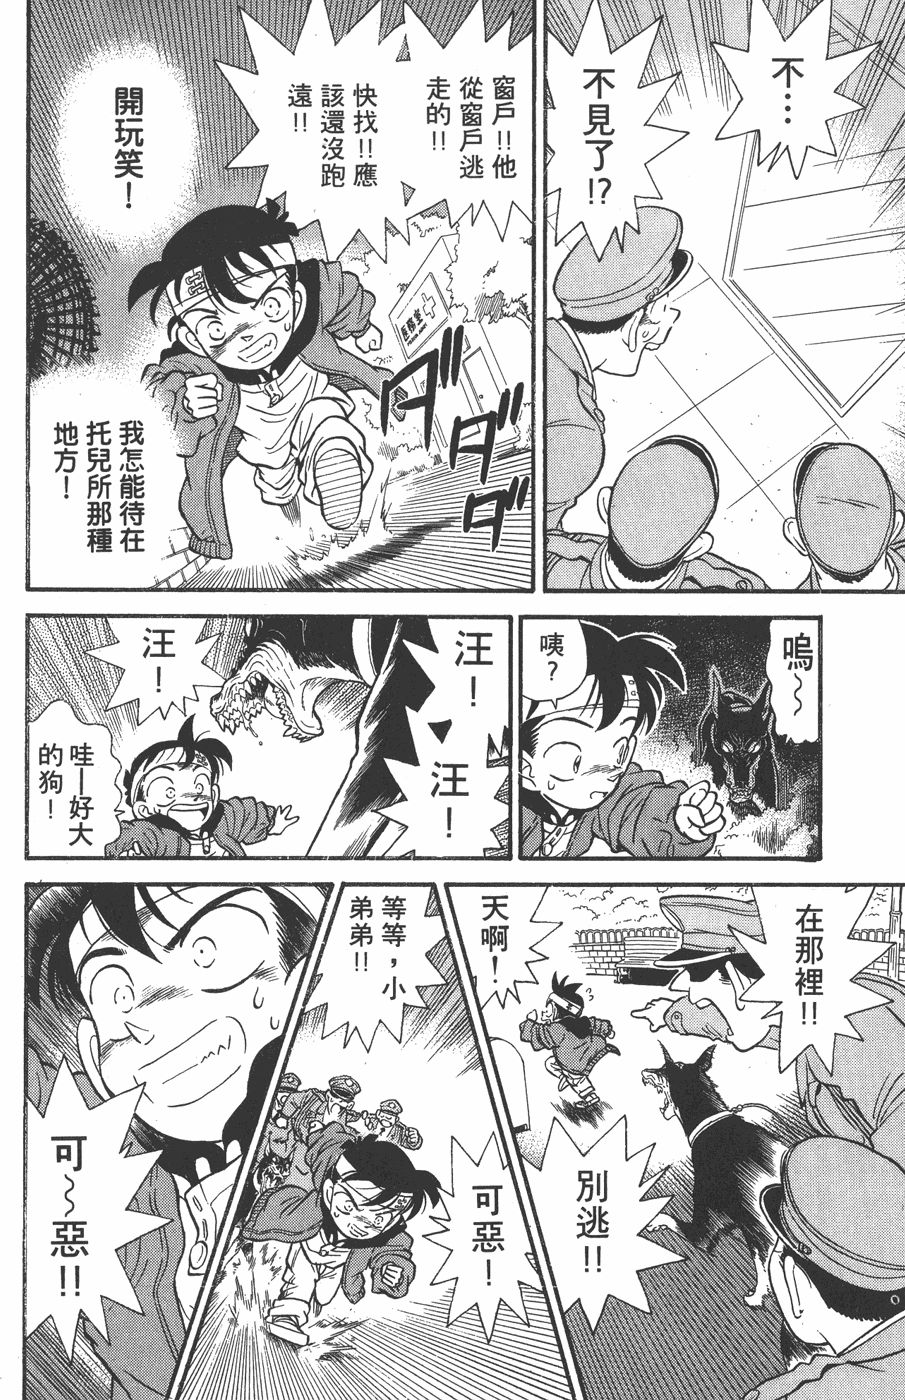 不⋯
不見了!?
窗戶!!他
從窗戶逃
走的!!
快找!!應
該還沒跑
遠!!
開玩笑！
医務室
我怎能待在
托兒所那種
地方！
ダダダ
嗚～
咦？
汪！
汪！
汪！
哇—好大
的狗！
在那裡!!
天啊！
別逃!!
等等，小
弟弟!!
可惡！
可～惡!!